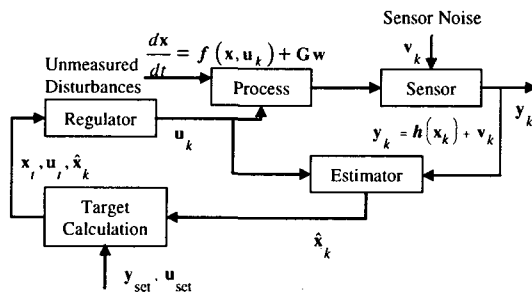 Sensor Noise
v_k
dx/dt = f(x, u_k) + G w
Unmeasured
Disturbances
Process
Sensor
y_k
Regulator
u_k
y_k = h(x_k) + v_k
x_t, u_t, x̂_k
Estimator
Target
Calculation
x̂_k
y_set, u_set